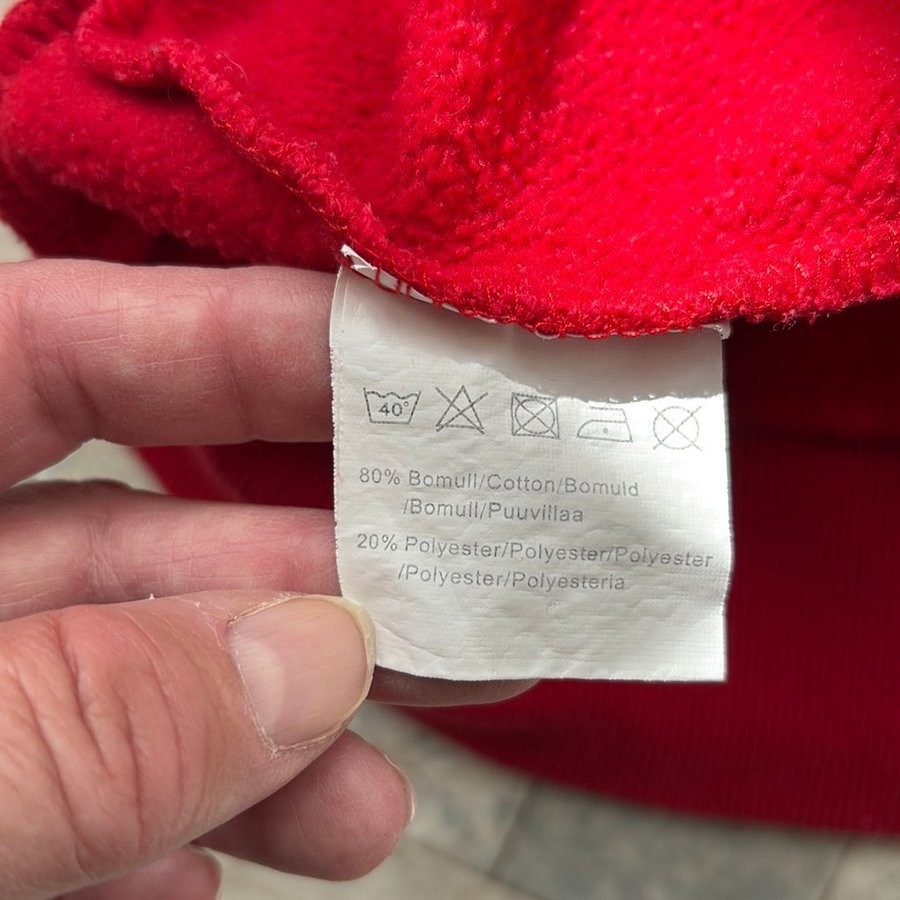 40°
80% Bomull/Cotton/Bomuld
/Bomull/Puuvillaa
20% Polyester/Polyester/Polyester
/Polyester/Polyesteria